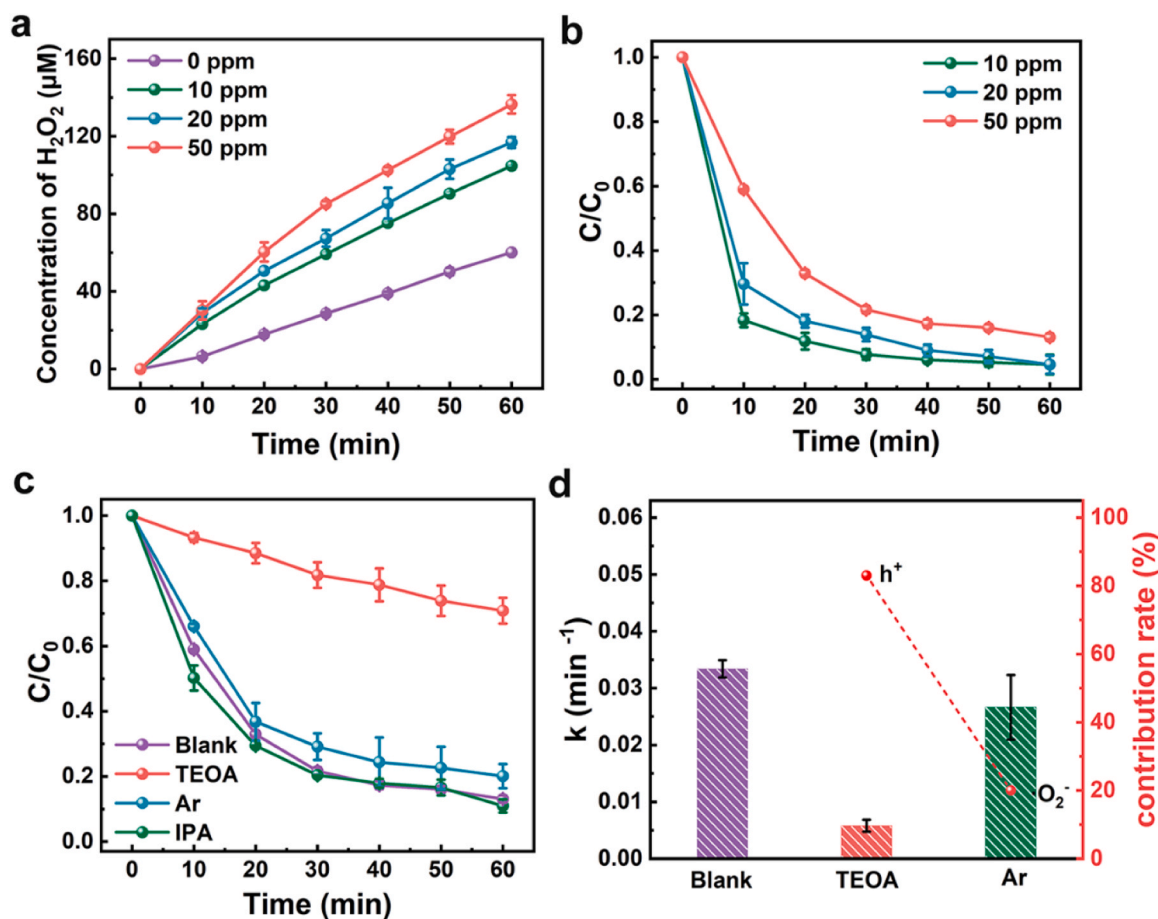 a
Concentration of H₂O₂ (μM)
160
120
80
40
0
0 ppm
10 ppm
20 ppm
50 ppm
0 10 20 30 40 50 60
Time (min)
b
C/C₀
1.0
0.8
0.6
0.4
0.2
0.0
10 ppm
20 ppm
50 ppm
0 10 20 30 40 50 60
Time (min)
c
C/C₀
1.0
0.8
0.6
0.4
0.2
0.0
Blank
TEOA
Ar
IPA
0 10 20 30 40 50 60
Time (min)
d
k (min ⁻¹)
0.06
0.05
0.04
0.03
0.02
0.01
0.00
h⁺
·O₂⁻
Blank TEOA Ar
100
80
60
40
20
0
contribution rate (%)